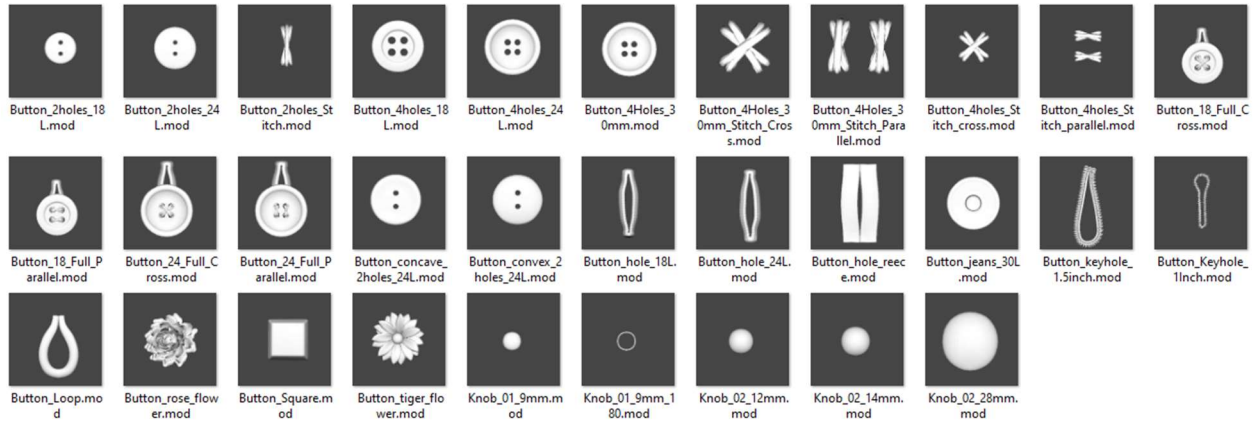 Button_2holes_18
L.mod
Button_2holes_24
L.mod
Button_2holes_St
itch.mod
Button_4holes_18
L.mod
Button_4holes_24
L.mod
Button_4Holes_3
0mm.mod
Button_4Holes_3
0mm_Stitch_Cros
s.mod
Button_4Holes_3
0mm_Stitch_Para
llel.mod
Button_4holes_St
itch_cross.mod
Button_4holes_St
itch_parallel.mod
Button_18_Full_C
ross.mod
Button_18_Full_P
arallel.mod
Button_24_Full_C
ross.mod
Button_24_Full_P
arallel.mod
Button_concave_
2holes_24L.mod
Button_convex_2
holes_24L.mod
Button_hole_18L.
mod
Button_hole_24L.
mod
Button_hole_reec
e.mod
Button_jeans_30L
.mod
Button_keyhole_
1.5inch.mod
Button_Keyhole_
1Inch.mod
Button_Loop.mo
d
Button_rose_flow
er.mod
Button_Square.m
od
Button_tiger_flo
wer.mod
Knob_01_9mm.m
od
Knob_01_9mm_1
80.mod
Knob_02_12mm.
mod
Knob_02_14mm.
mod
Knob_02_28mm.
mod